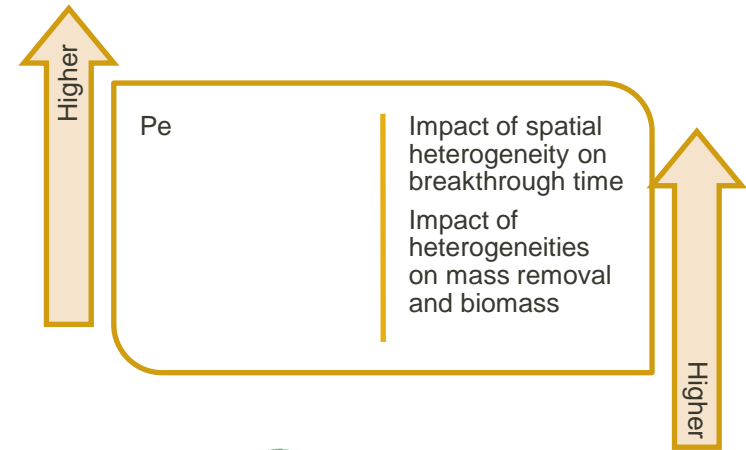 Higher
Pe
Impact of spatial
heterogeneity on
breakthrough time
Impact of
heterogeneities
on mass removal
and biomass
Higher